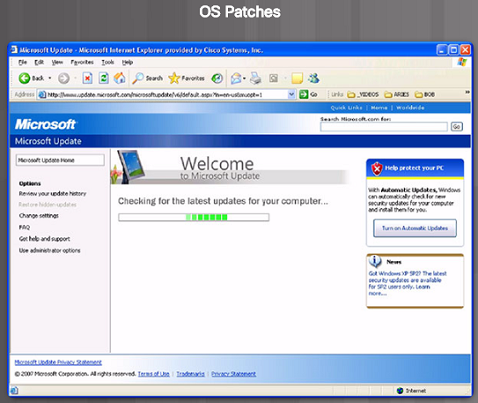 OS Patches
Microsoft Update - Microsoft Internet Explorer provided by Cisco Systems, Inc.
File Edit View Favorites Tools Help
Back Search Favorites
Address http://www.update.microsoft.com/microsoftupdate/v6/default.aspx?ln=en-us Go Links _VIDEOS ARIES BOB
Quick Links | Home | Worldwide
Microsoft
Search Microsoft.com for:
Go
Microsoft Update
Microsoft Update Home
Options
Review your update history
Restore hidden updates
Change settings
FAQ
Get help and support
Use administrator options
Welcome
to Microsoft Update
Checking for the latest updates for your computer...
Help protect your PC
With Automatic Updates, Windows
can automatically check for new
security updates for your computer
and install them for you.
Turn on Automatic Updates
News
Got Windows XP SP2? The latest
security updates are available
for SP2 users only. Learn
more...
Microsoft Update Privacy Statement
© 2007 Microsoft Corporation. All rights reserved. Terms of Use | Trademarks | Privacy Statement
Internet